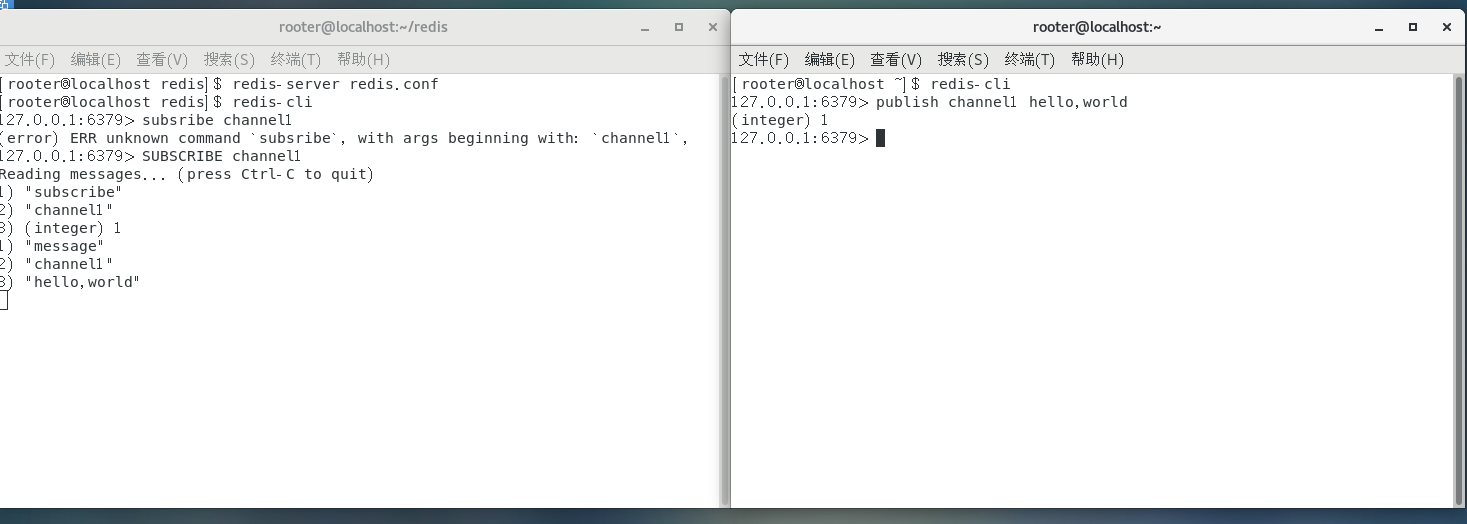 rooter@localhost:~/redis
文件(F) 编辑(E) 查看(V) 搜索(S) 终端(T) 帮助(H)
[rooter@localhost redis]$ redis-server redis.conf
[rooter@localhost redis]$ redis-cli
127.0.0.1:6379> subsribe channel1
(error) ERR unknown command `subsribe`, with args beginning with: `channel1`,
127.0.0.1:6379> SUBSCRIBE channel1
Reading messages... (press Ctrl-C to quit)
1) "subscribe"
2) "channel1"
3) (integer) 1
1) "message"
2) "channel1"
3) "hello,world"
rooter@localhost:~
文件(F) 编辑(E) 查看(V) 搜索(S) 终端(T) 帮助(H)
[rooter@localhost ~]$ redis-cli
127.0.0.1:6379> publish channel1 hello,world
(integer) 1
127.0.0.1:6379>